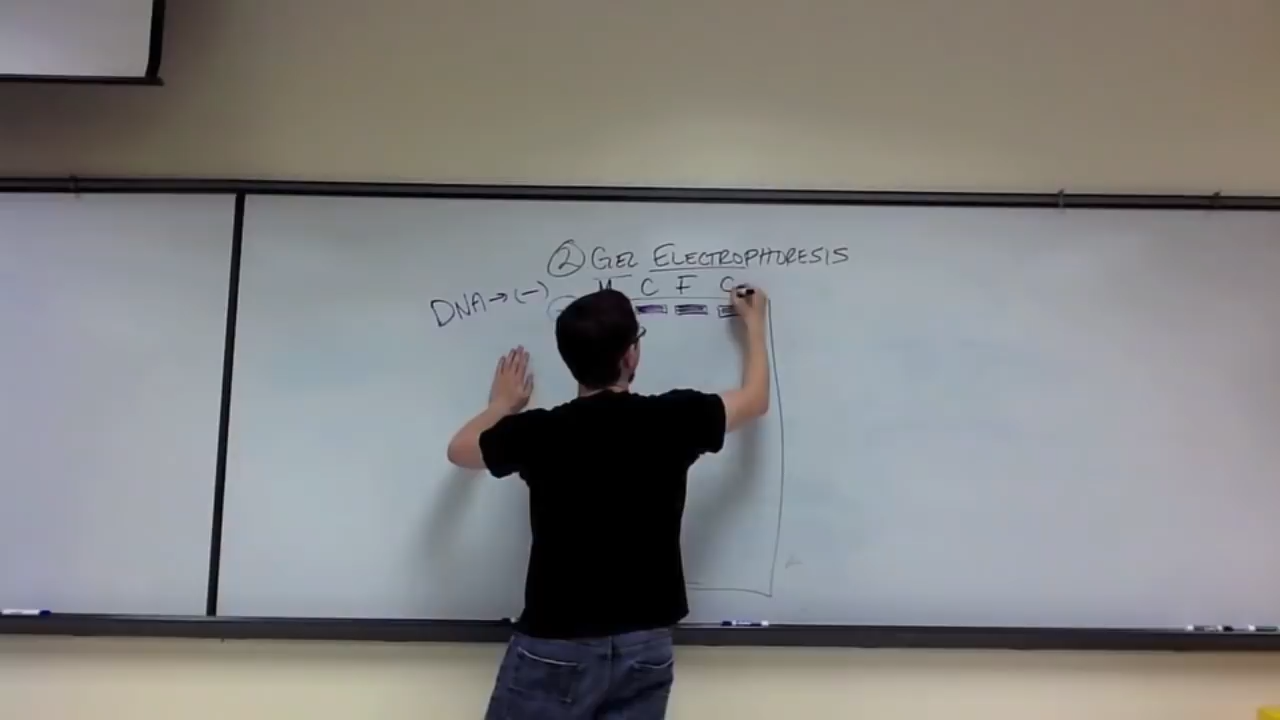 ② GEL ELECTROPHORESIS
M C F C
DNA→(-)